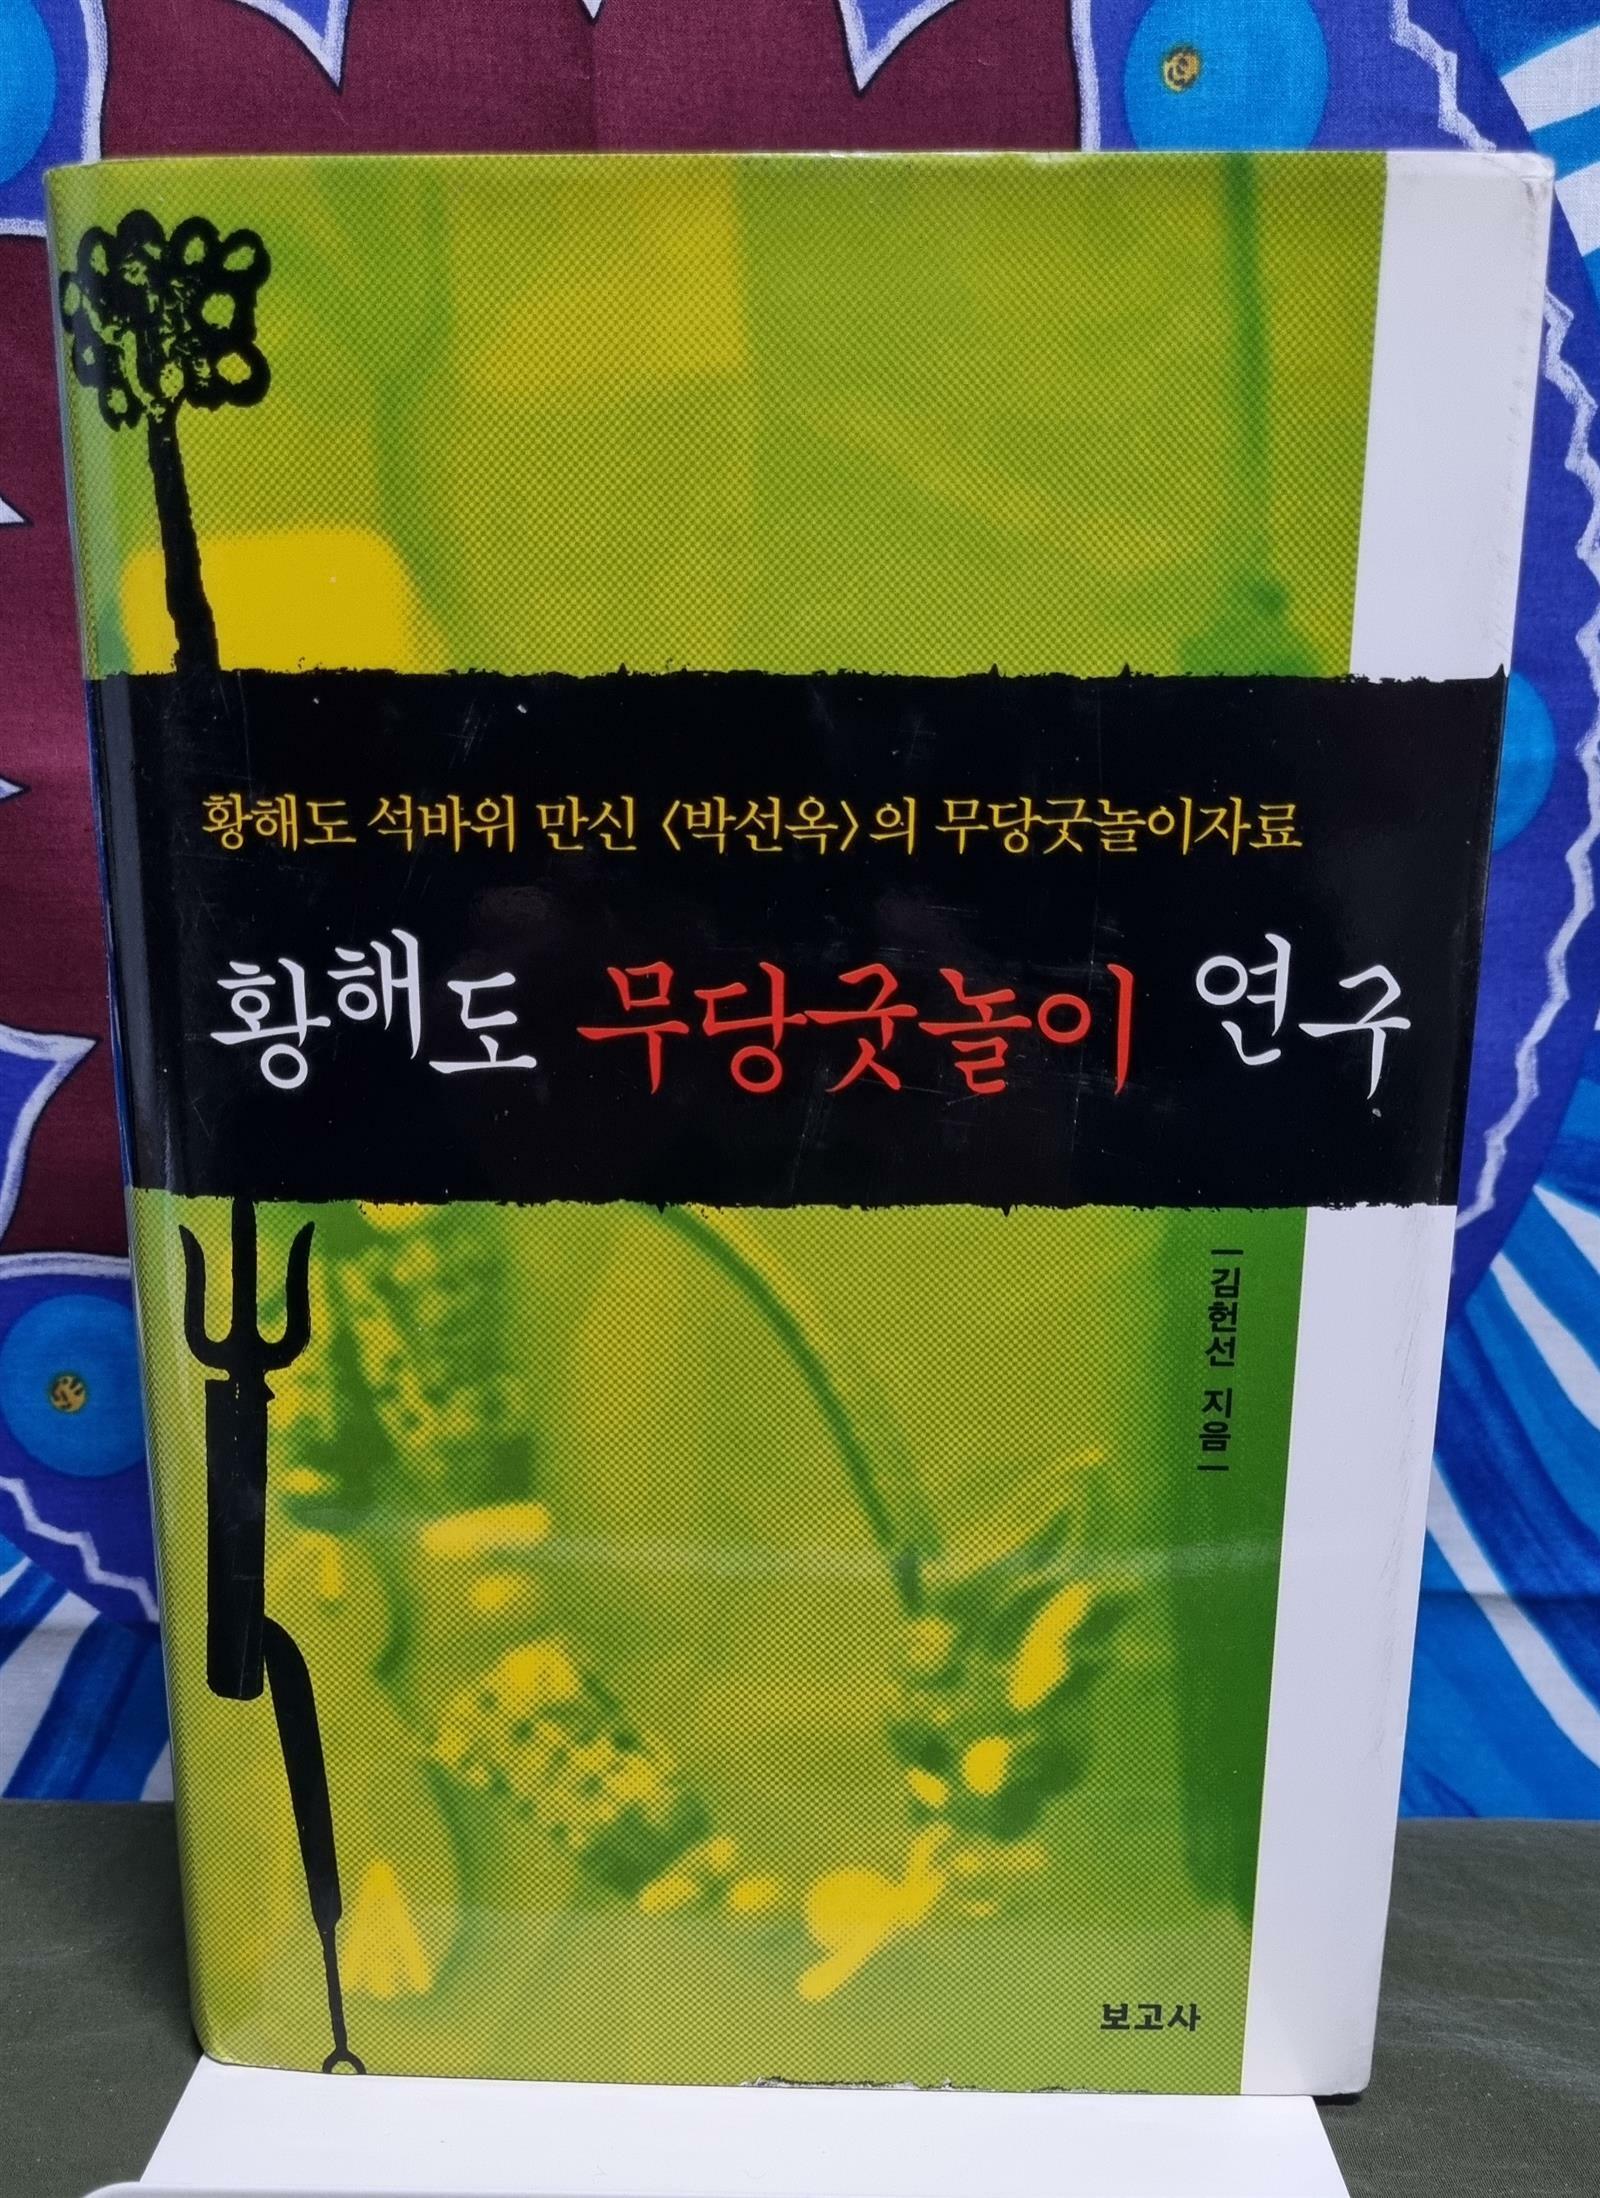 황해도 석바위 만신 〈박선옥〉의 무당굿놀이자료
황해도 무당굿놀이 연구
김헌선 지음
보고사